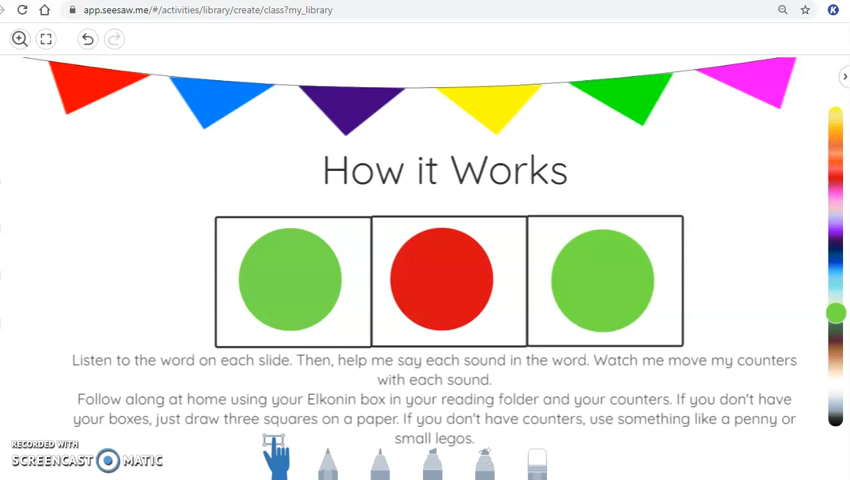 app.seesaw.me/#/activities/library/create/class?my_library
How it Works
Listen to the word on each slide. Then, help me say each sound in the word. Watch me move my counters
with each sound.
Follow along at home using your Elkonin box in your reading folder and your counters. If you don't have
your boxes, just draw three squares on a paper. If you don't have counters, use something like a penny or
small legos.
RECORDED WITH
SCREENCAST MATIC